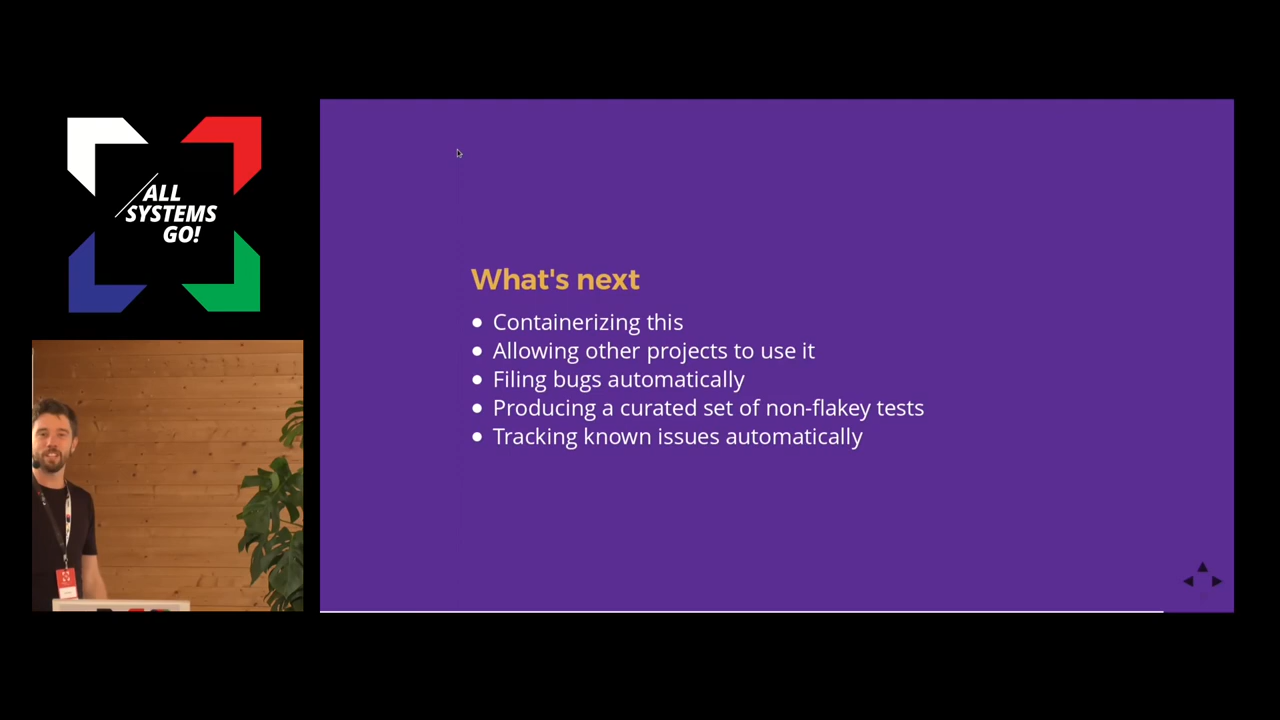 ALL
SYSTEMS
GO!
What's next
Containerizing this
Allowing other projects to use it
Filing bugs automatically
Producing a curated set of non-flakey tests
Tracking known issues automatically